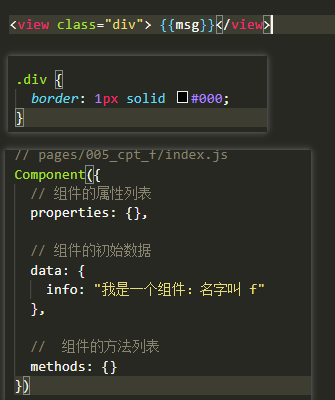 <view class="div"> {{msg}}</view>
.div {
border: 1px solid #000;
}
// pages/005_cpt_f/index.js
Component({
// 组件的属性列表
properties: {},
// 组件的初始数据
data: {
info: "我是一个组件: 名字叫 f"
},
// 组件的方法列表
methods: {}
})